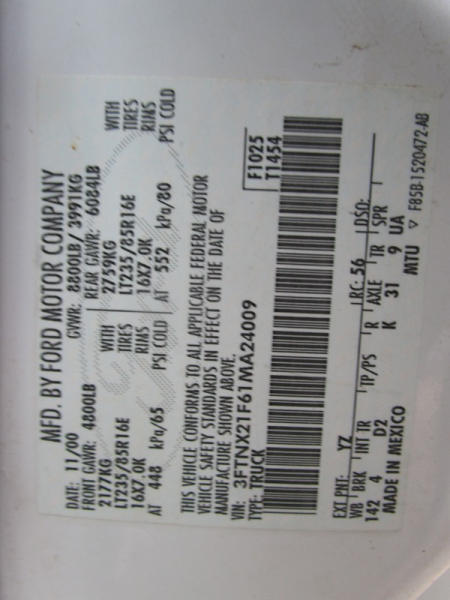 MFD. BY FORD MOTOR COMPANY
DATE: 11/00 GVWR: 8800LB/ 3991KG
FRONT GAWR: 4800LB REAR GAWR: 6084LB
2177KG WITH 2759KG WITH
LT235/85R16E TIRES LT235/85R16E TIRES
16X7.0K RIMS 16X7.0K RIMS
AT 448 kPa/65 PSI COLD AT 552 kPa/80 PSI COLD
THIS VEHICLE CONFORMS TO ALL APPLICABLE FEDERAL MOTOR
VEHICLE SAFETY STANDARDS IN EFFECT ON THE DATE OF
MANUFACTURE SHOWN ABOVE.
VIN: 3FTNX21F61MA24009
TYPE: TRUCK
F1025
T1454
EXT PNT: YZ RC: 56 DSO:
WB BRK INT TR TP/PS R AXLE TR SPR
142 4 D2 K 31 9 UA
MADE IN MEXICO MTU
F85B-1520472-AB